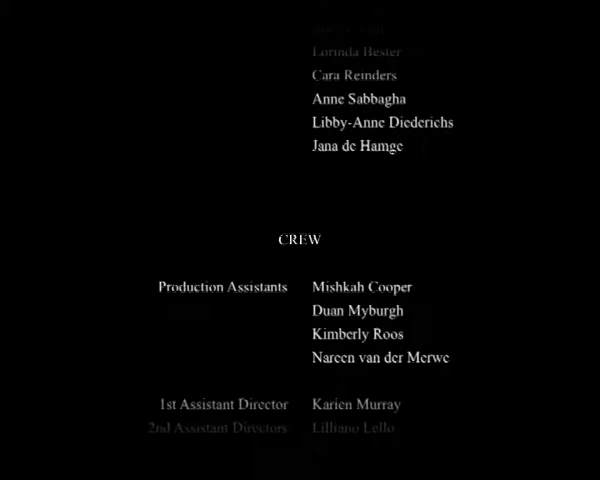 Lorinda Hester
Cara Reinders
Anne Sabbagha
Libby-Anne Diederichs
Jana de Hamge
CREW
Production Assistants Mishkah Cooper
Duan Myburgh
Kimberly Roos
Nareen van der Merwe
1st Assistant Director Karien Murray
2nd Assistant Directors Lilliano Lello